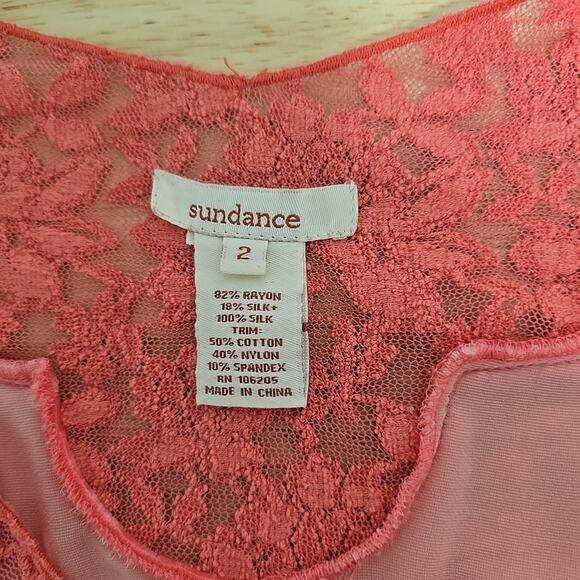 sundance
2
82% RAYON
18% SILK+
100% SILK
TRIM:
50% COTTON
40% NYLON
10% SPANDEX
RN 106205
MADE IN CHINA